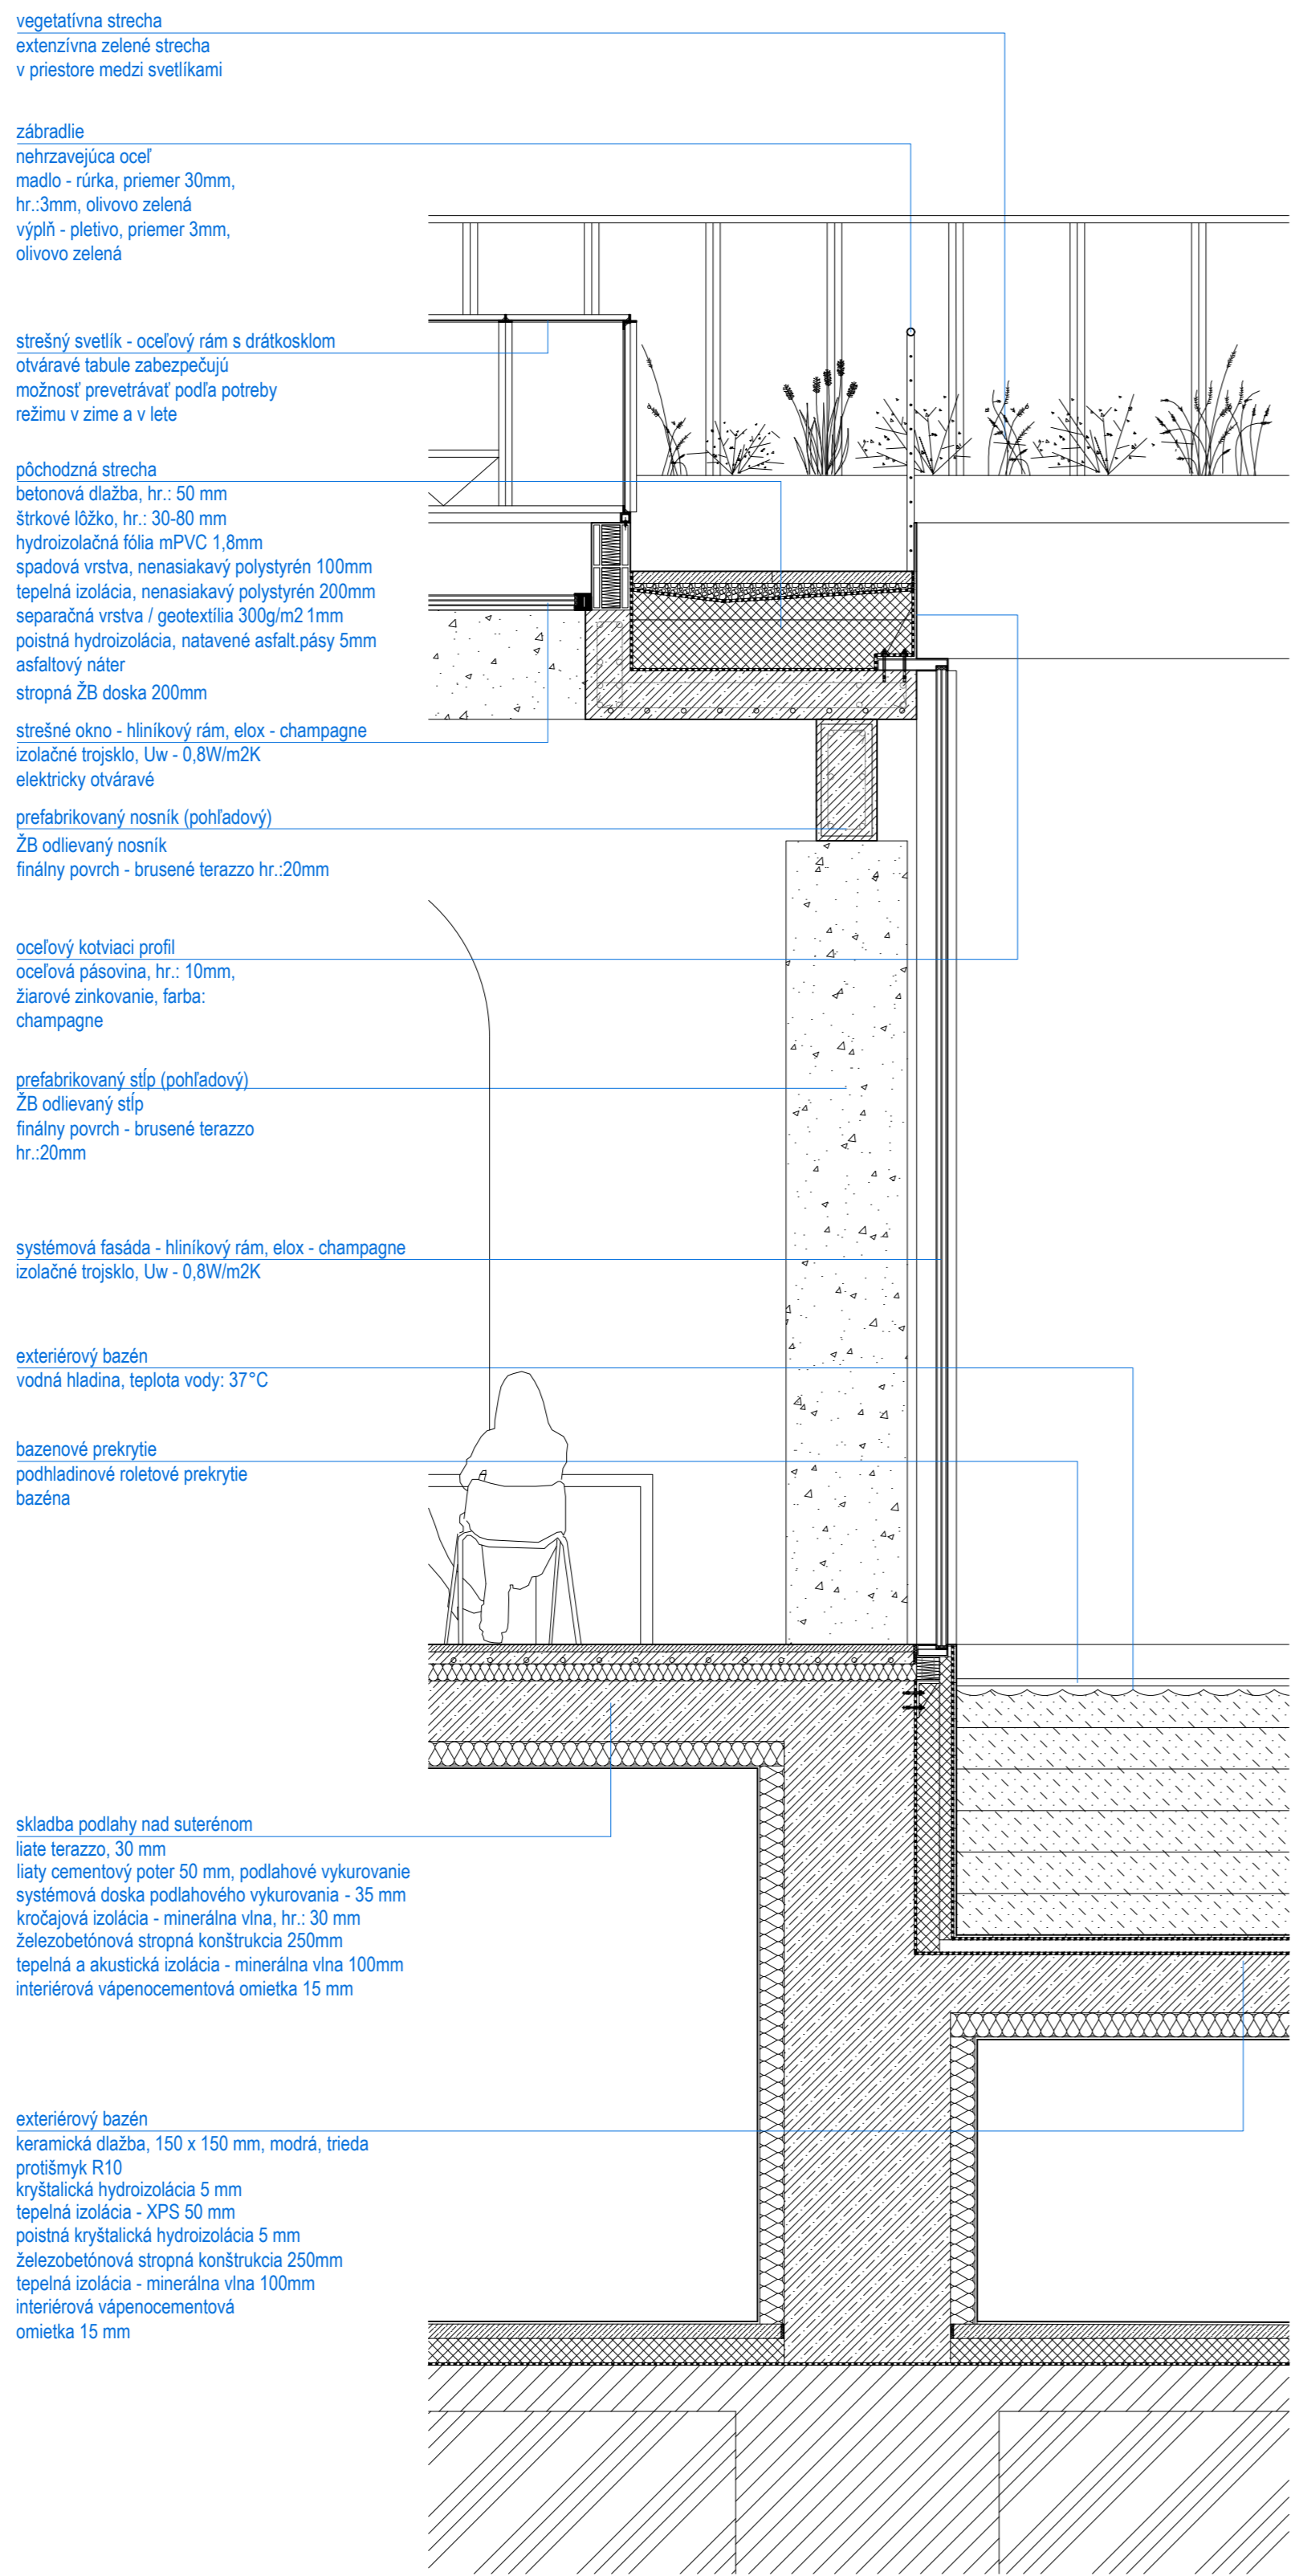 vegetatívna strecha
extenzívna zelené strecha
v priestore medzi svetlíkami
zábradlie
nehrzavejúca oceľ
madlo - rúrka, priemer 30mm,
hr.:3mm, olivovo zelená
výplň - pletivo, priemer 3mm,
olivovo zelená
strešný svetlík - oceľový rám s drátkosklom
otváravé tabule zabezpečujú
možnosť prevetrávať podľa potreby
režimu v zime a v lete
pôchodzná strecha
betonová dlažba, hr.: 50 mm
štrkové lôžko, hr.: 30-80 mm
hydroizolačná fólia mPVC 1,8mm
spadová vrstva, nenasiakavý polystyrén 100mm
tepelná izolácia, nenasiakavý polystyrén 200mm
separačná vrstva / geotextília 300g/m2 1mm
poistná hydroizolácia, natavené asfalt.pásy 5mm
asfaltový náter
stropná ŽB doska 200mm
strešné okno - hliníkový rám, elox - champagne
izolačné trojsklo, Uw - 0,8W/m2K
elektricky otváravé
prefabrikovaný nosník (pohľadový)
ŽB odlievaný nosník
finálny povrch - brusené terazzo hr.:20mm
oceľový kotviaci profil
oceľová pásovina, hr.: 10mm,
žiarové zinkovanie, farba:
champagne
prefabrikovaný stĺp (pohľadový)
ŽB odlievaný stĺp
finálny povrch - brusené terazzo
hr.:20mm
systémová fasáda - hliníkový rám, elox - champagne
izolačné trojsklo, Uw - 0,8W/m2K
exteriérový bazén
vodná hladina, teplota vody: 37°C
bazenové prekrytie
podhladinové roletové prekrytie
bazéna
skladba podlahy nad suterénom
liate terazzo, 30 mm
liaty cementový poter 50 mm, podlahové vykurovanie
systémová doska podlahového vykurovania - 35 mm
kročajová izolácia - minerálna vlna, hr.: 30 mm
železobetónová stropná konštrukcia 250mm
tepelná a akustická izolácia - minerálna vlna 100mm
interiérová vápenocementová omietka 15 mm
exteriérový bazén
keramická dlažba, 150 x 150 mm, modrá, trieda
protišmyk R10
kryštalická hydroizolácia 5 mm
tepelná izolácia - XPS 50 mm
poistná kryštalická hydroizolácia 5 mm
železobetónová stropná konštrukcia 250mm
tepelná izolácia - minerálna vlna 100mm
interiérová vápenocementová
omietka 15 mm